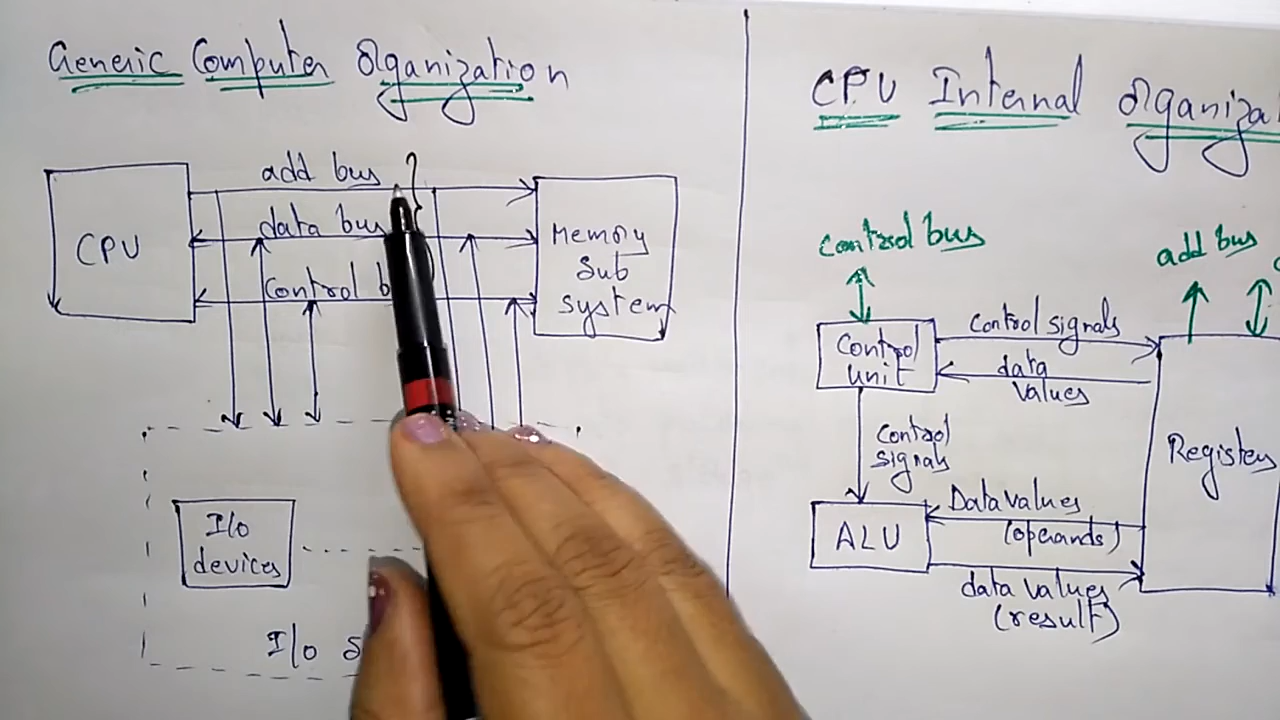 Generic Computer Organization
CPU
add bus
data bus
Control
Memory
Sub
system
I/o
devices
I/o
CPU Internal
Control bus
add bus
Control
unit
Control signals
data
values
Control
signals
ALU
Data values
(operands)
data values
(result)
Registers